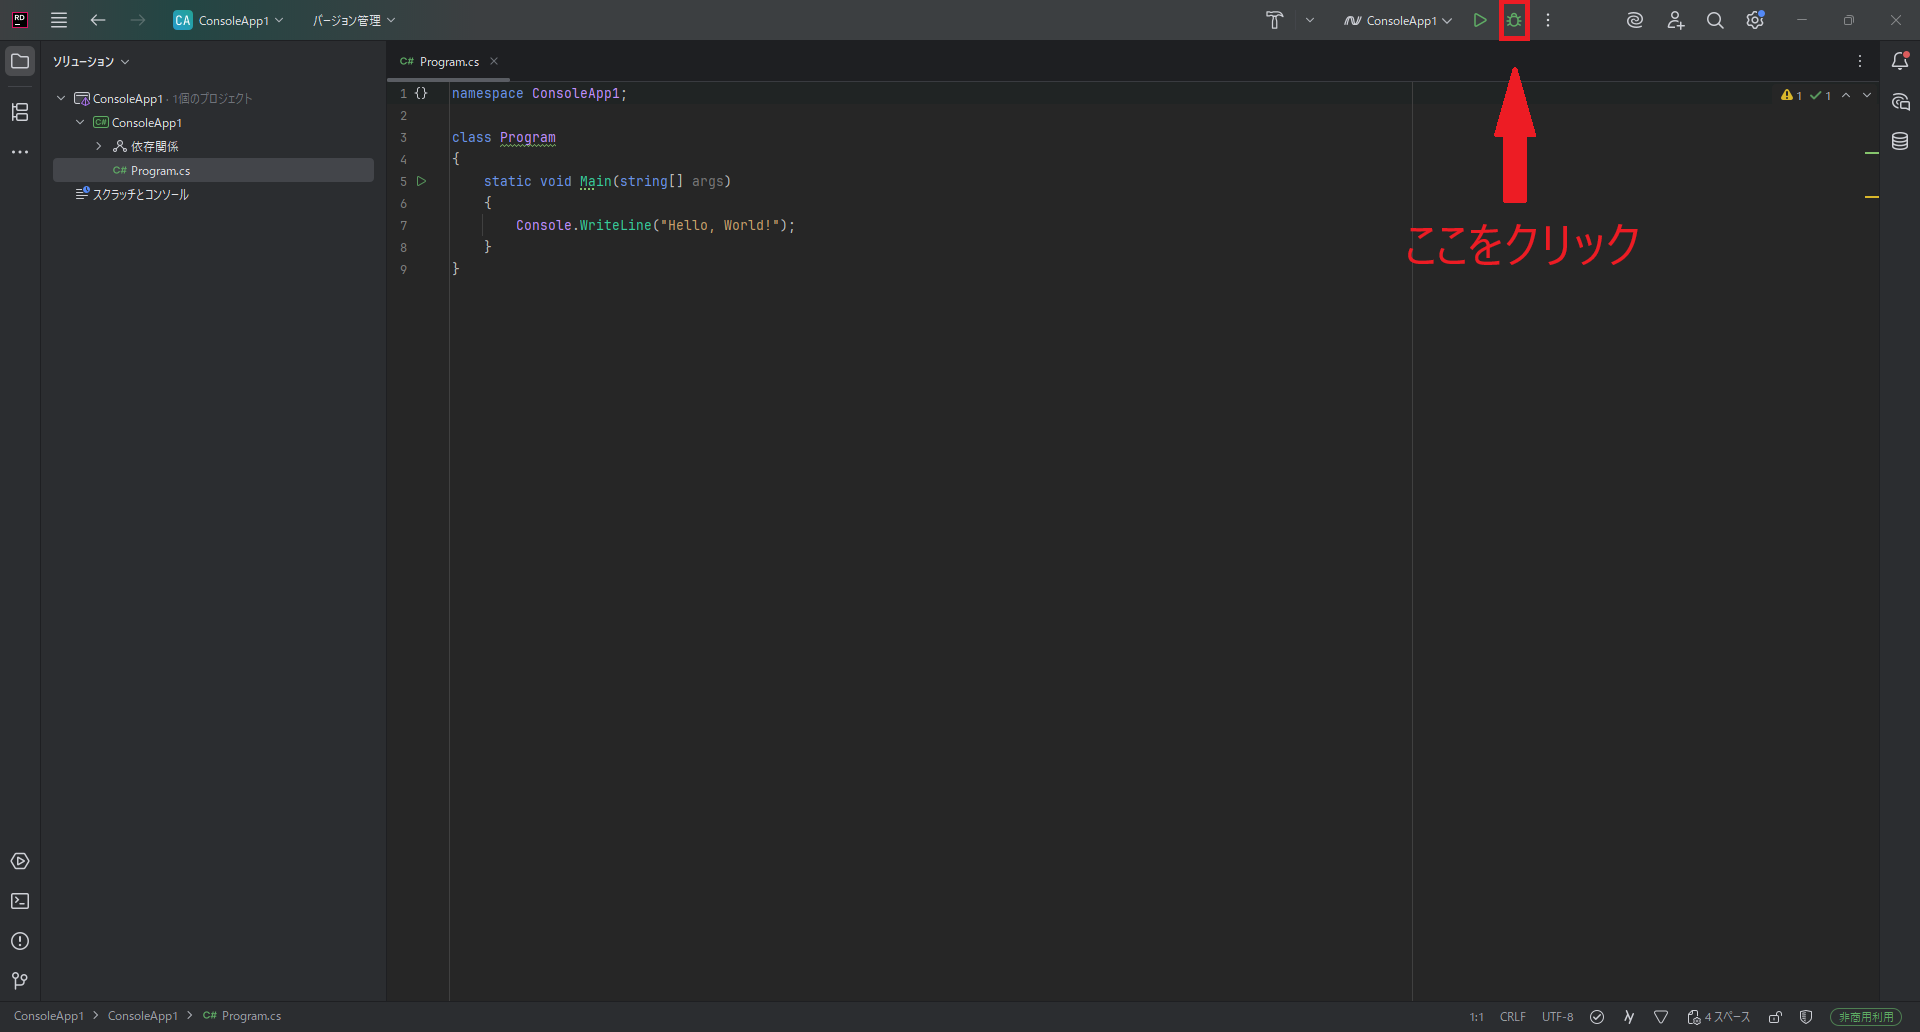 RD
CA ConsoleApp1
バージョン管理
ConsoleApp1
ソリューション
ConsoleApp1 · 1個のプロジェクト
C# ConsoleApp1
依存関係
C# Program.cs
スクラッチとコンソール
C# Program.cs
1 {} namespace ConsoleApp1;
2
3 class Program
4 {
5 static void Main(string[] args)
6 {
7 Console.WriteLine("Hello, World!");
8 }
9 }
1 1
ここをクリック
ConsoleApp1 > ConsoleApp1 > C# Program.cs
1:1 CRLF UTF-8 4 スペース 非商用利用